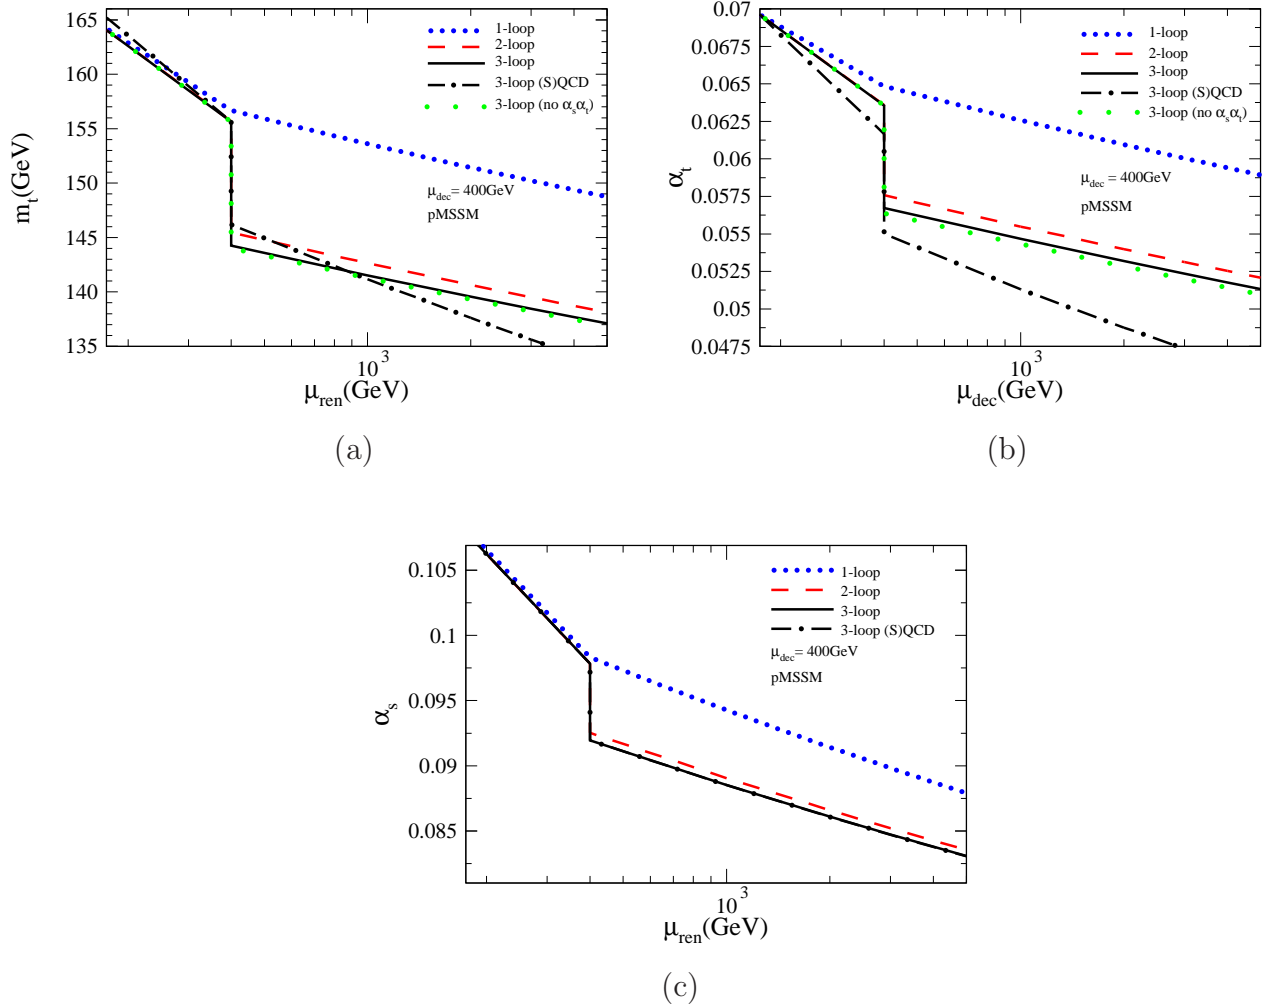 165
160
155
150
145
140
135
m_t(GeV)
1-loop
2-loop
3-loop
3-loop (S)QCD
3-loop (no α_sα_t)
μ_dec= 400GeV
pMSSM
10^3
μ_ren(GeV)
(a)
0.07
0.0675
0.065
0.0625
0.06
0.0575
0.055
0.0525
0.05
0.0475
α_t
1-loop
2-loop
3-loop
3-loop (S)QCD
3-loop (no α_sα_t)
μ_dec= 400GeV
pMSSM
10^3
μ_dec(GeV)
(b)
0.105
0.1
0.095
0.09
0.085
α_s
1-loop
2-loop
3-loop
3-loop (S)QCD
μ_dec= 400GeV
pMSSM
10^3
μ_ren(GeV)
(c)